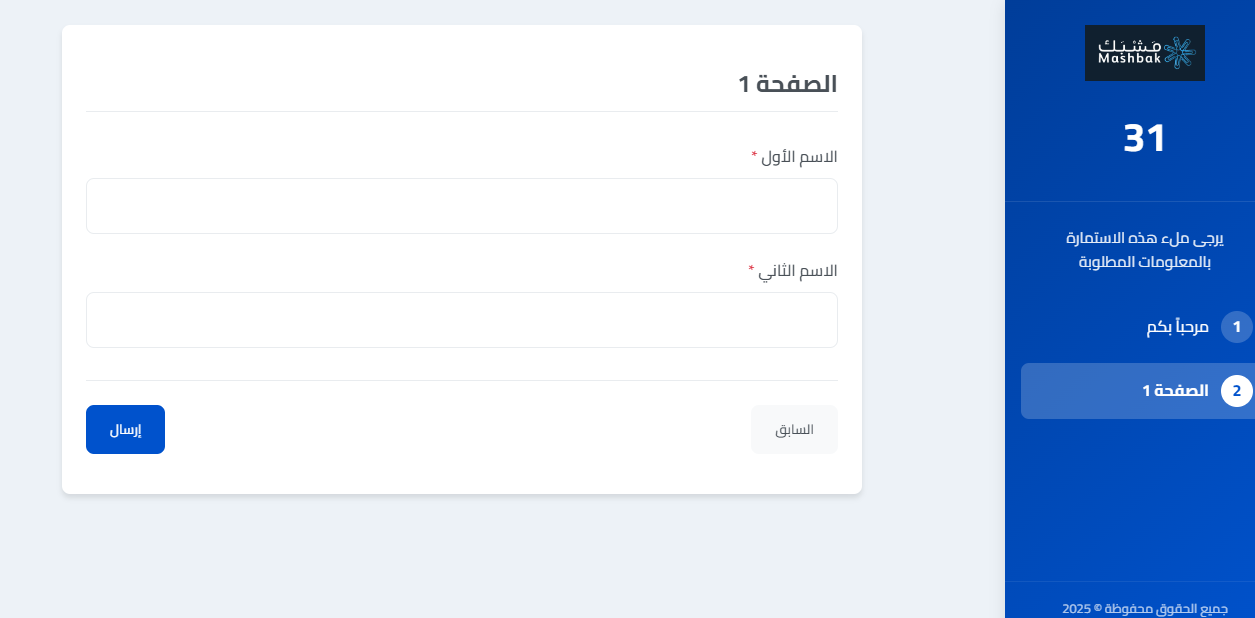 مَشْبَك
Mashbak
31
يرجى ملء هذه الاستمارة
بالمعلومات المطلوبة
1 مرحباً بكم
2 الصفحة 1
جميع الحقوق محفوظة © 2025
الصفحة 1
الاسم الأول *
الاسم الثاني *
السابق
إرسال